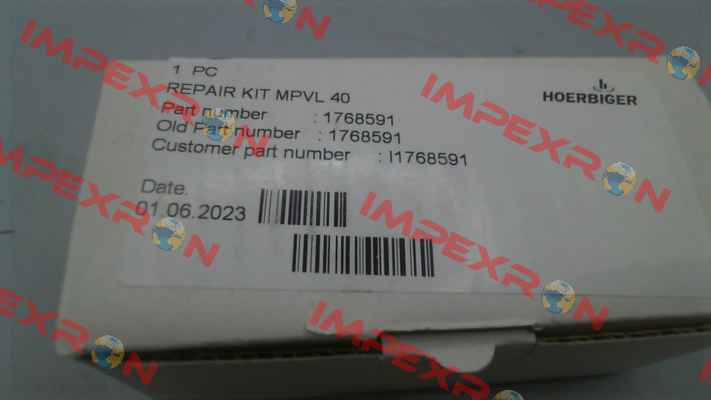 1 PC
REPAIR KIT MPVL 40
Part number : 1768591
Old Part number : 1768591
Customer part number : I1768591
Date.
01.06.2023
HOERBIGER
IMPEXRON
IMPEXRON
IMPEXRON
IMPEXRON
IMPEXRON
IMPEXRON